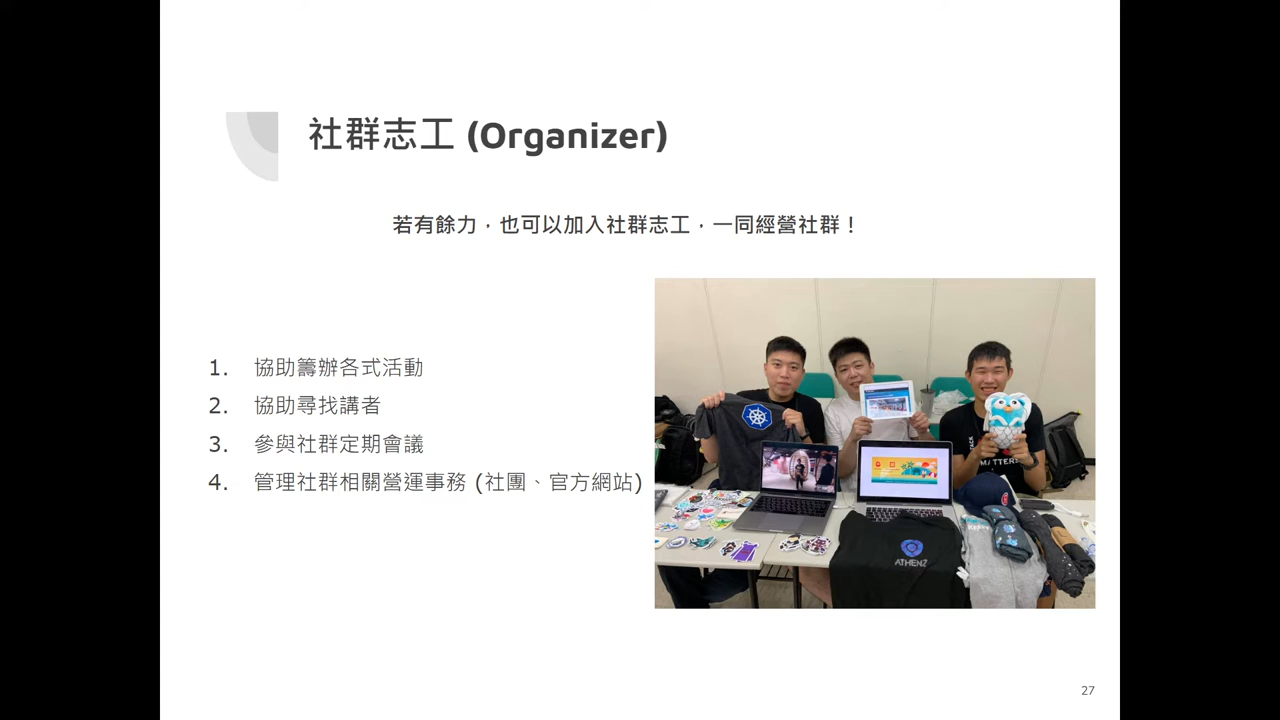 社群志工 (Organizer)
若有餘力，也可以加入社群志工，一同經營社群！
1. 協助籌辦各式活動
2. 協助尋找講者
3. 參與社群定期會議
4. 管理社群相關營運事務 (社團、官方網站)
MATTERS
ATHENZ
27